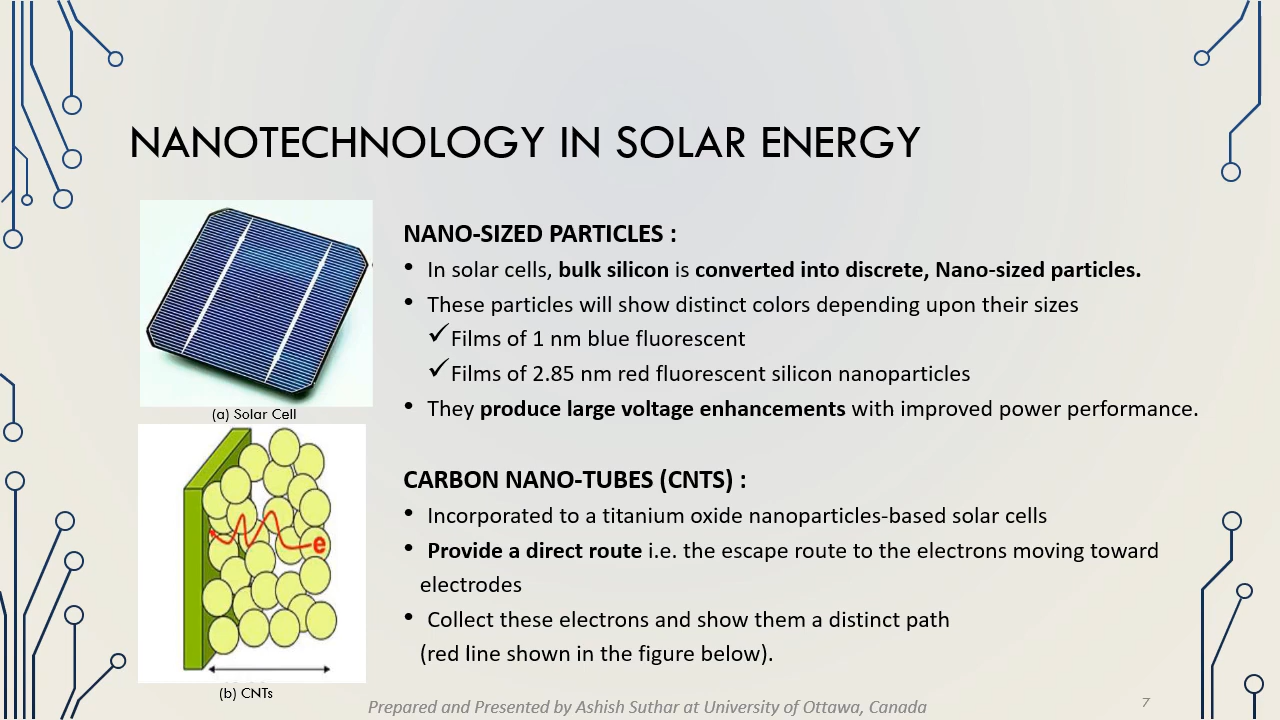 NANOTECHNOLOGY IN SOLAR ENERGY
(a) Solar Cell
e
(b) CNTs
NANO-SIZED PARTICLES :
• In solar cells, bulk silicon is converted into discrete, Nano-sized particles.
• These particles will show distinct colors depending upon their sizes
✓Films of 1 nm blue fluorescent
✓Films of 2.85 nm red fluorescent silicon nanoparticles
• They produce large voltage enhancements with improved power performance.
CARBON NANO-TUBES (CNTS) :
• Incorporated to a titanium oxide nanoparticles-based solar cells
• Provide a direct route i.e. the escape route to the electrons moving toward
electrodes
• Collect these electrons and show them a distinct path
(red line shown in the figure below).
Prepared and Presented by Ashish Suthar at University of Ottawa, Canada
7